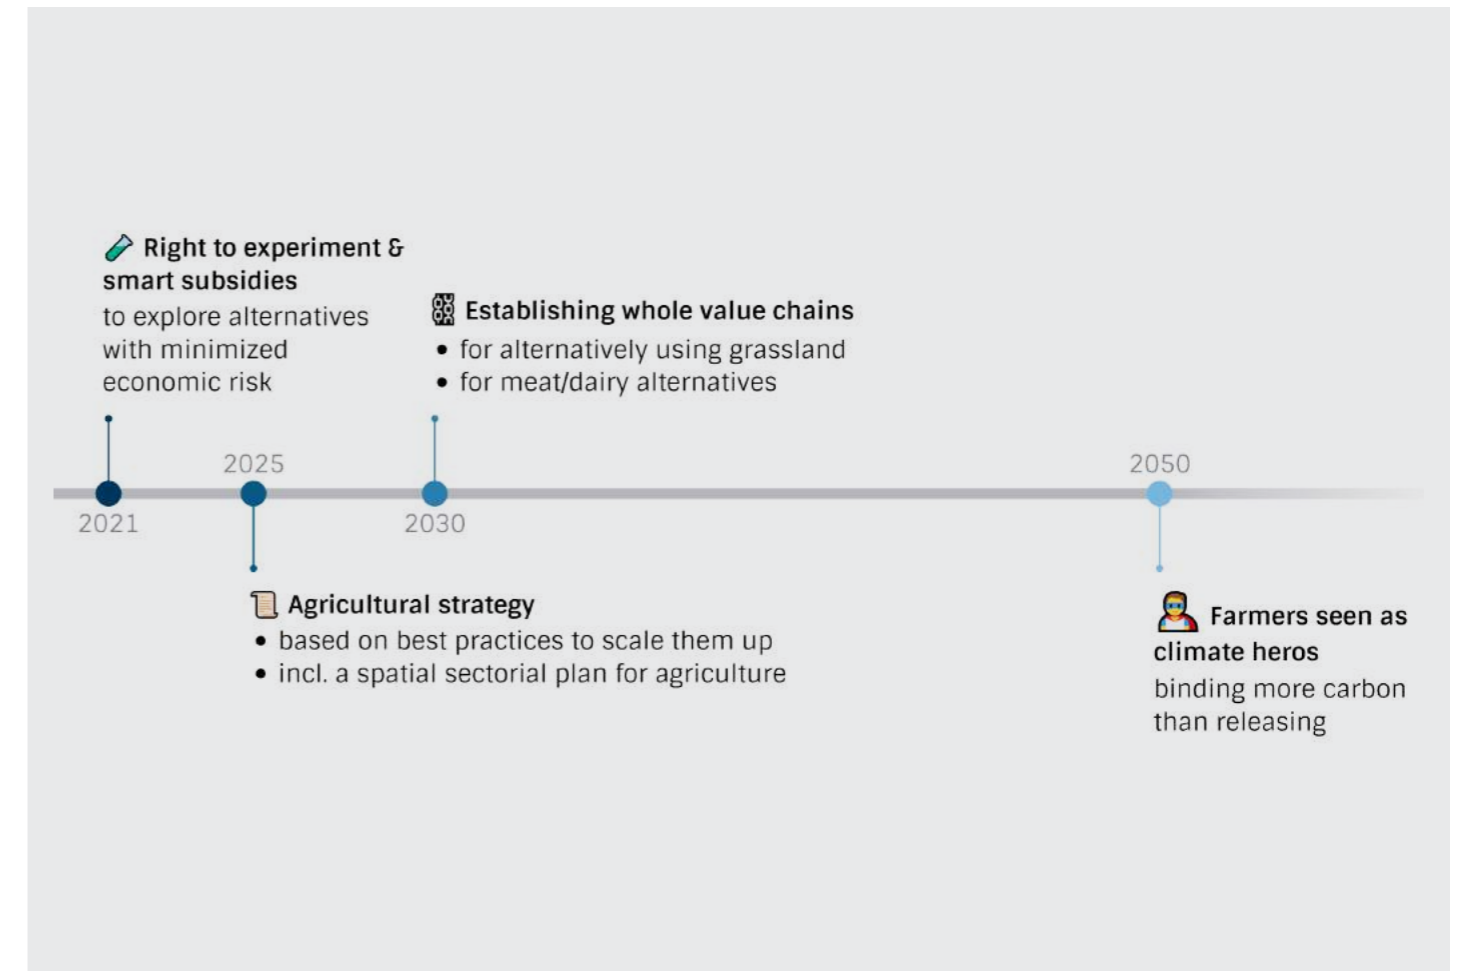 Right to experiment &
smart subsidies
to explore alternatives
with minimized
economic risk
Establishing whole value chains
• for alternatively using grassland
• for meat/dairy alternatives
2025
2050
2021
2030
Agricultural strategy
• based on best practices to scale them up
• incl. a spatial sectorial plan for agriculture
Farmers seen as
climate heros
binding more carbon
than releasing